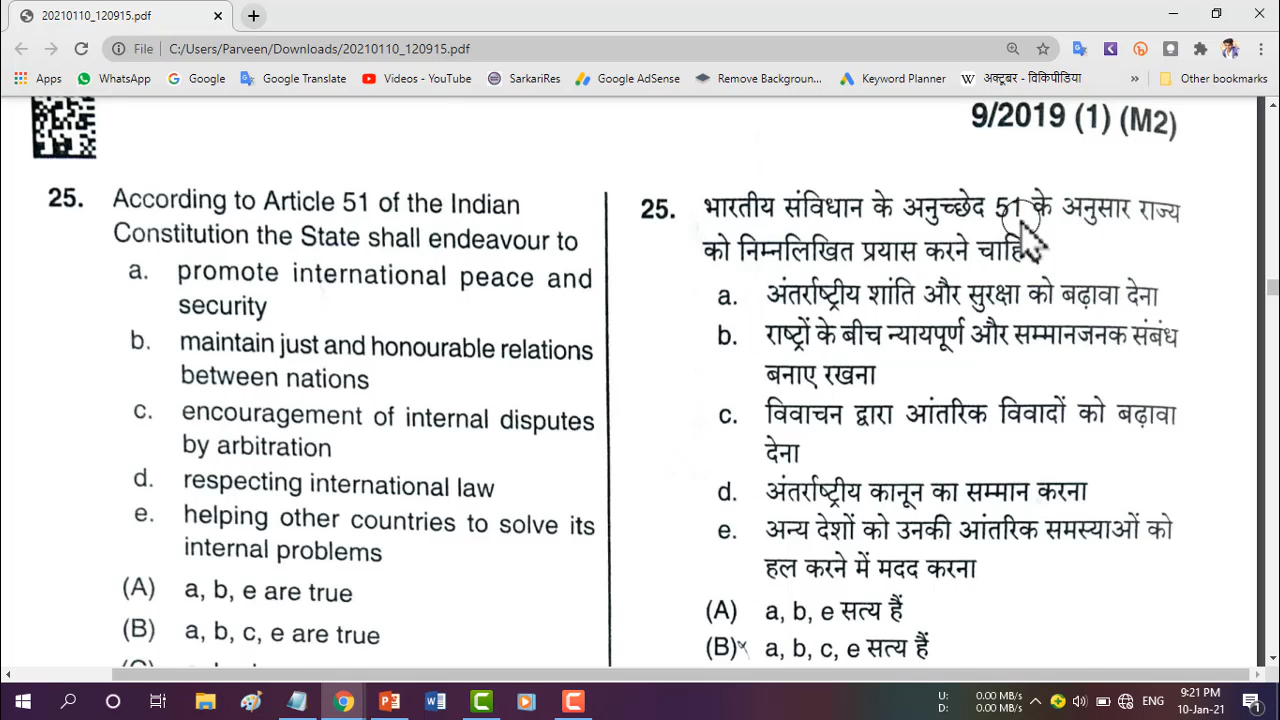 20210110_120915.pdf
File C:/Users/Parveen/Downloads/20210110_120915.pdf
Apps WhatsApp Google Google Translate Videos - YouTube SarkariRes Google AdSense Remove Backgroun... Keyword Planner अक्टूबर - विकिपीडिया » Other bookmarks
9/2019 (1) (M2)
25. According to Article 51 of the Indian
Constitution the State shall endeavour to
a. promote international peace and
security
b. maintain just and honourable relations
between nations
c. encouragement of internal disputes
by arbitration
d. respecting international law
e. helping other countries to solve its
internal problems
(A) a, b, e are true
(B) a, b, c, e are true
25. भारतीय संविधान के अनुच्छेद 51 के अनुसार राज्य
को निम्नलिखित प्रयास करने
a. अंतर्राष्ट्रीय शांति और सुरक्षा को बढ़ावा देना
b. राष्ट्रों के बीच न्यायपूर्ण और सम्मानजनक संबंध
बनाए रखना
c. विवाचन द्वारा आंतरिक विवादों को बढ़ावा
देना
d. अंतर्राष्ट्रीय कानून का सम्मान करना
e. अन्य देशों को उनकी आंतरिक समस्याओं को
हल करने में मदद करना
(A) a, b, e सत्य हैं
(B) a, b, c, e सत्य हैं
U: 0.00 MB/s
D: 0.00 MB/s
ENG
9:21 PM
10-Jan-21